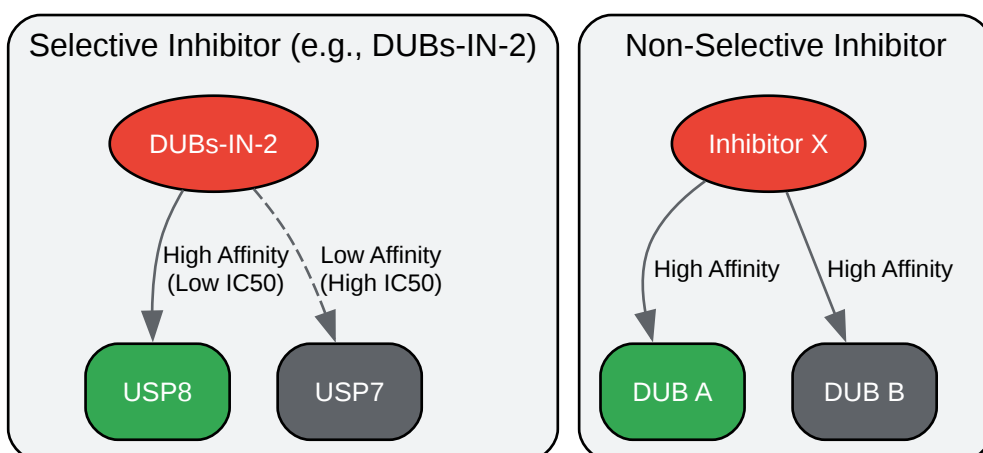 Selective Inhibitor (e.g., DUBs-IN-2)
DUBs-IN-2
High Affinity
(Low IC50)
Low Affinity
(High IC50)
USP8
USP7
Non-Selective Inhibitor
Inhibitor X
High Affinity
High Affinity
DUB A
DUB B